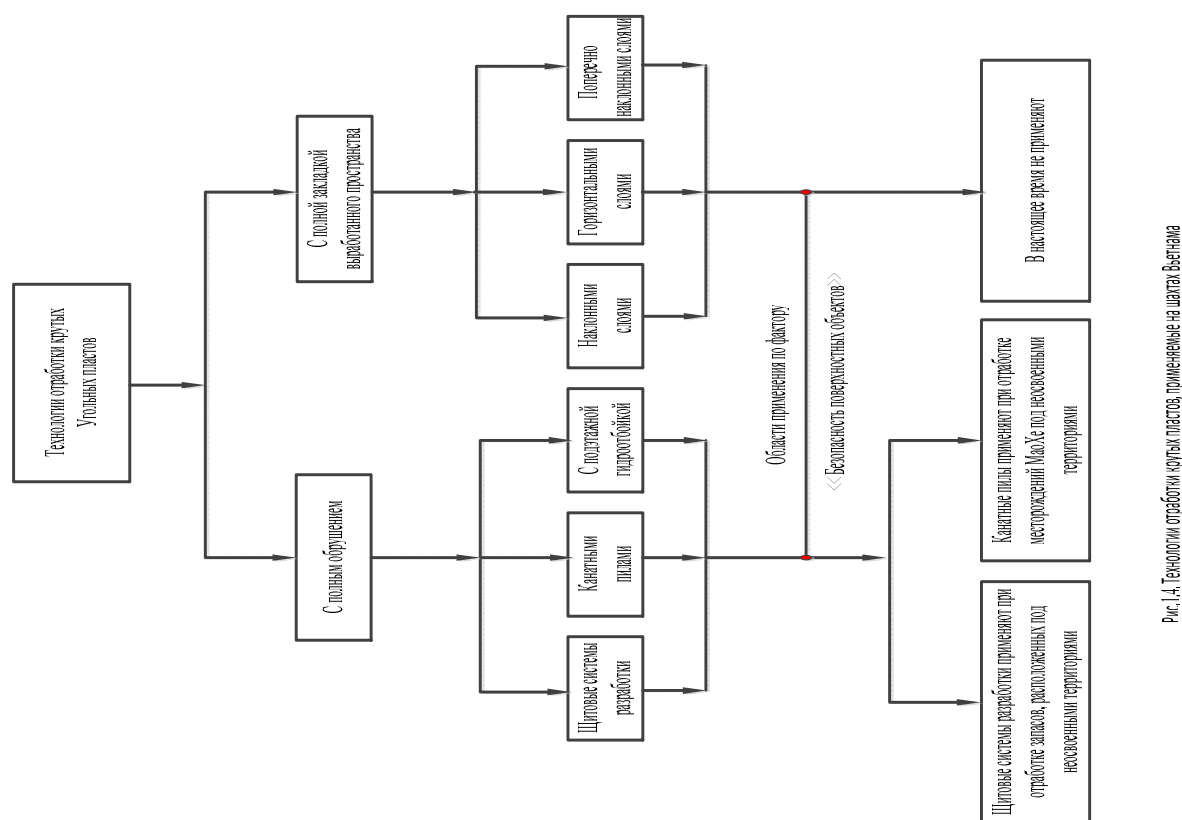 Технологии отработки крутых
Угольных пластов
С полным обрушением
С полной закладкой
выработанного пространства
Щитовые системы
разработки
Канатными
пилами
С подэтажной
гидроотбойкой
Наклонными
слоями
Горизонтальными
слоями
Поперечно
наклонными слоями
Области применения по фактору
<<Безопасность поверхностных объектов>>
Щитовые системы разработки применяют при
отработке запасов, расположенных под
неосвоенными территориями
Канатные пилы применяют при отработке
месторождений МаоХе под неосвоенными
территориями
В настоящее время не применяют
Рис,1,4. Технологии отработки крутых пластов, применяемые на шахтах Вьетнама